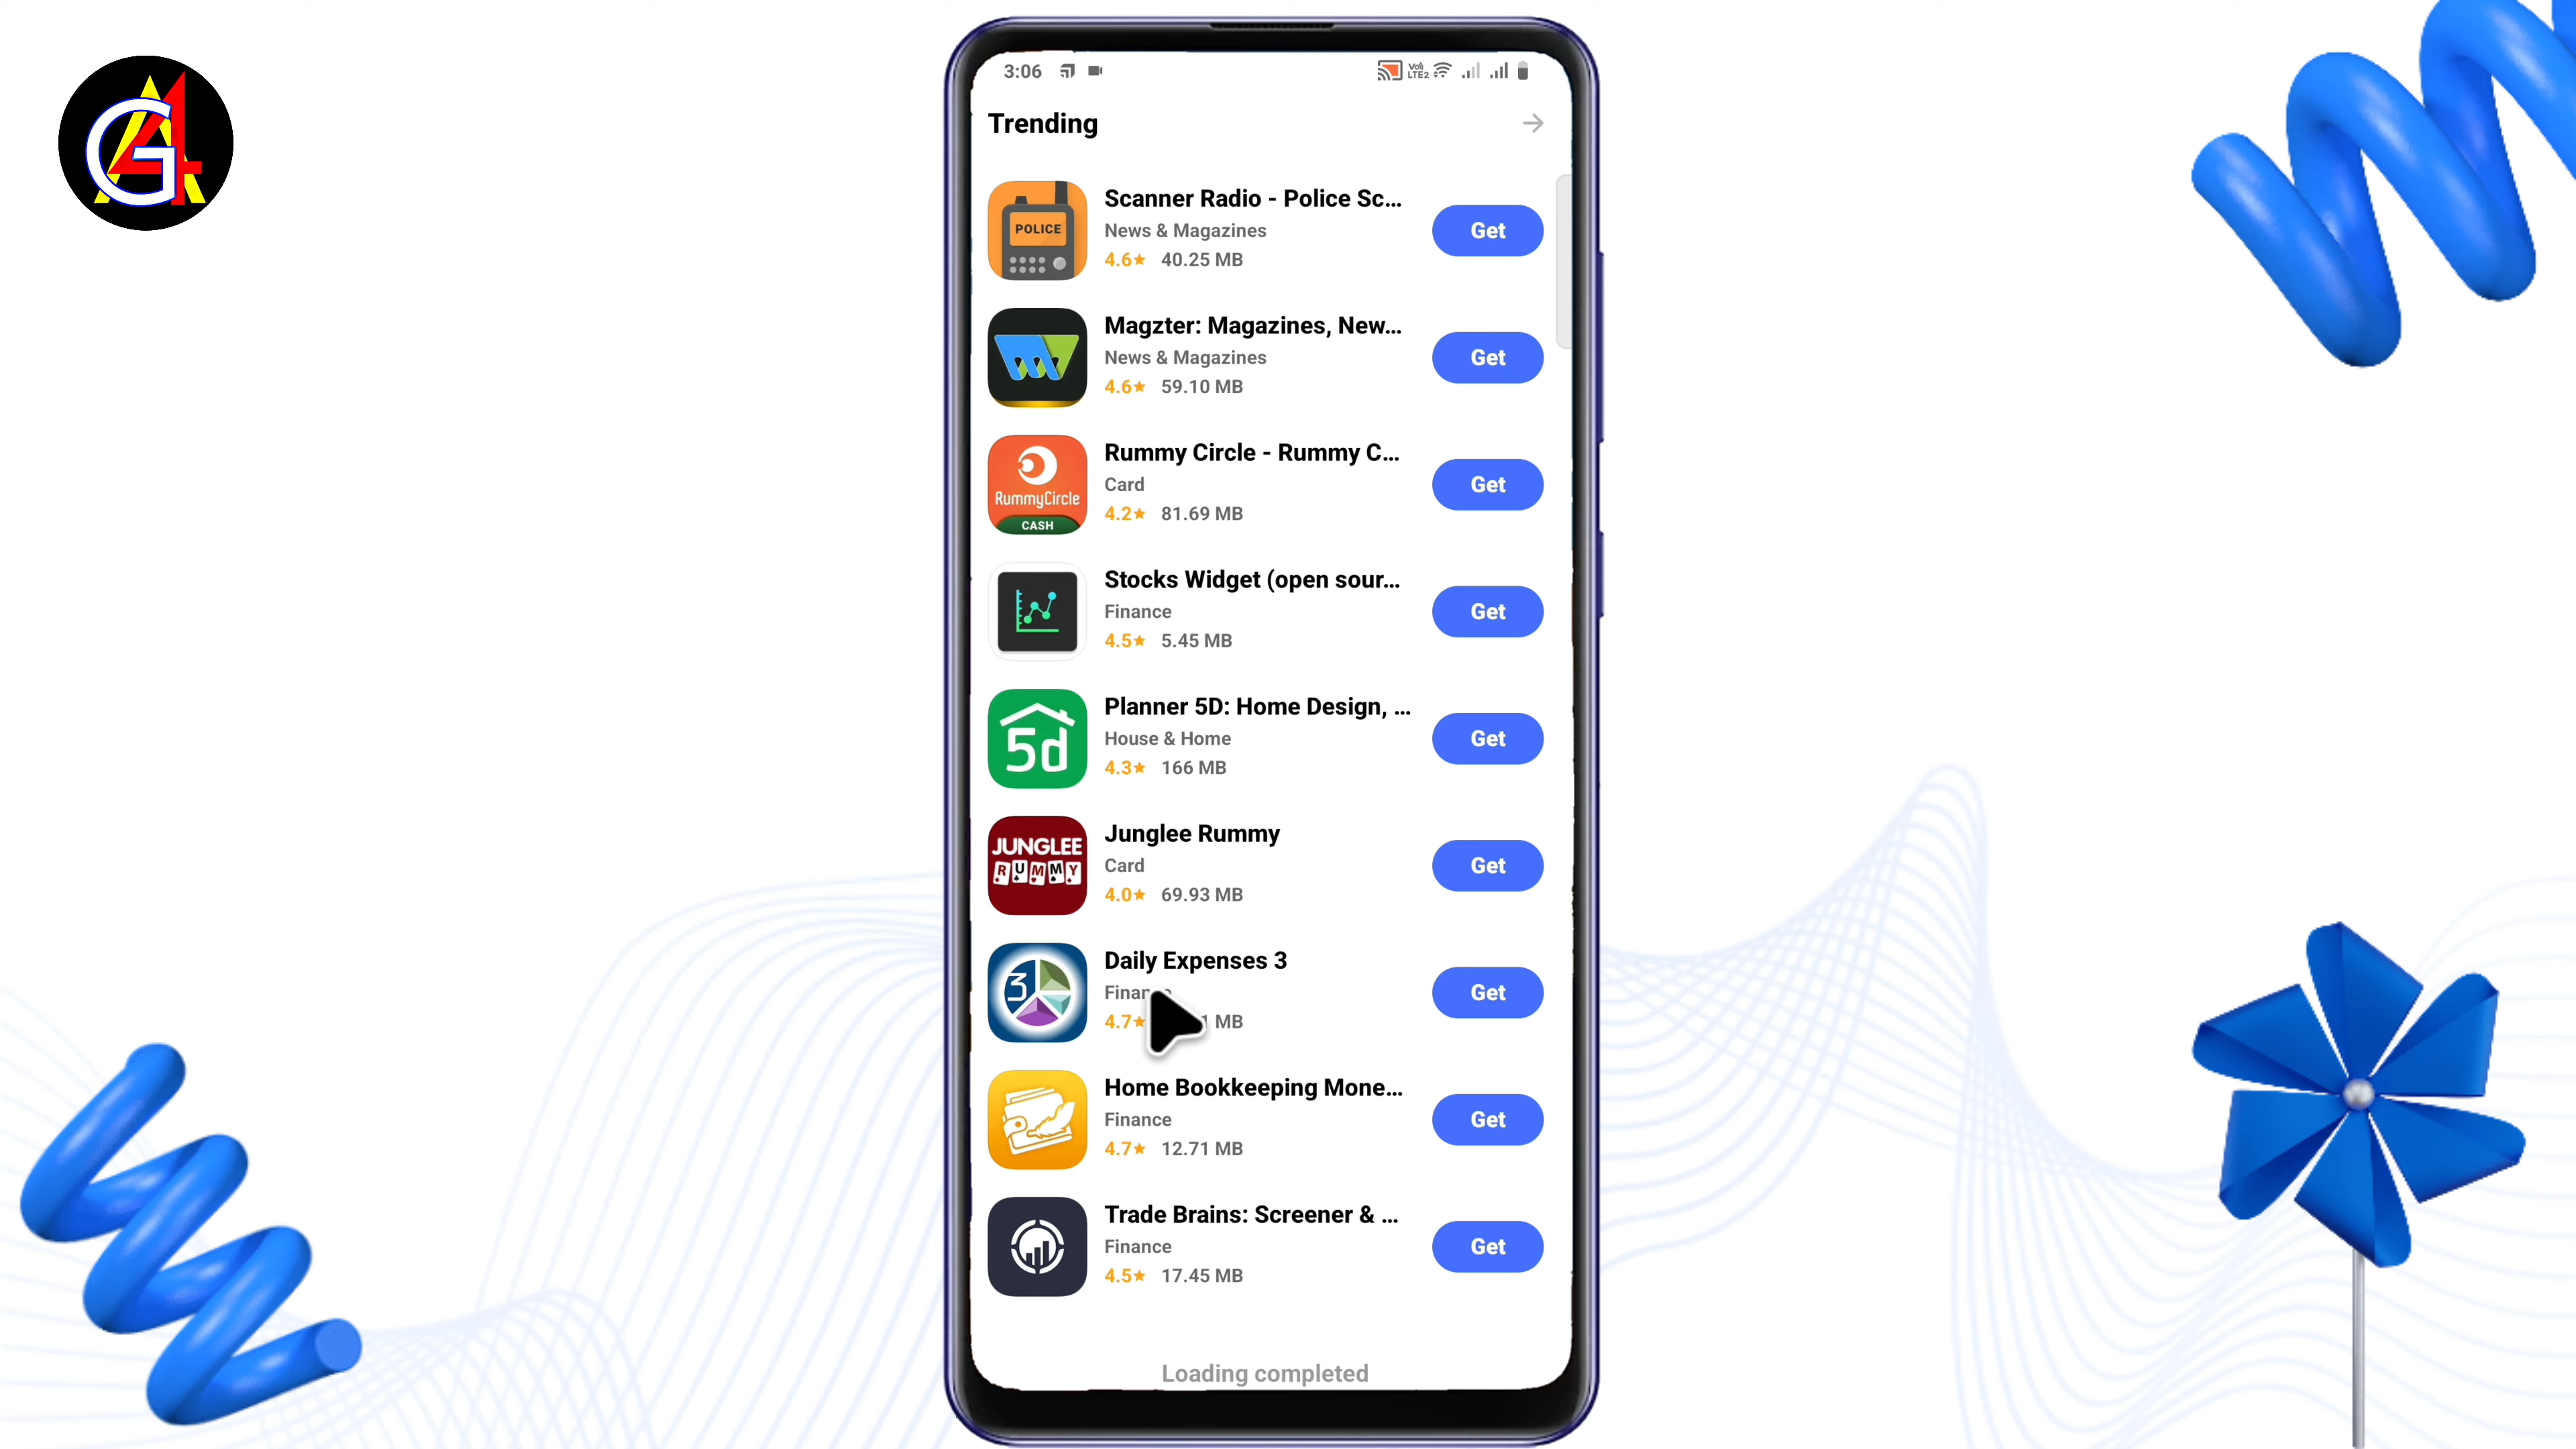 GA4
3:06 Vo) LTE2
Trending
POLICE
Scanner Radio - Police Sc...
News & Magazines
4.6★ 40.25 MB
Get
Magzter: Magazines, New...
News & Magazines
4.6★ 59.10 MB
Get
RummyCircle
CASH
Rummy Circle - Rummy C...
Card
4.2★ 81.69 MB
Get
Stocks Widget (open sour...
Finance
4.5★ 5.45 MB
Get
5d
Planner 5D: Home Design, ...
House & Home
4.3★ 166 MB
Get
JUNGLEE
RUMMY
Junglee Rummy
Card
4.0★ 69.93 MB
Get
3
Daily Expenses 3
4.7★ MB
Get
Home Bookkeeping Mone...
Finance
4.7★ 12.71 MB
Get
Trade Brains: Screener & ...
Finance
4.5★ 17.45 MB
Get
Loading completed